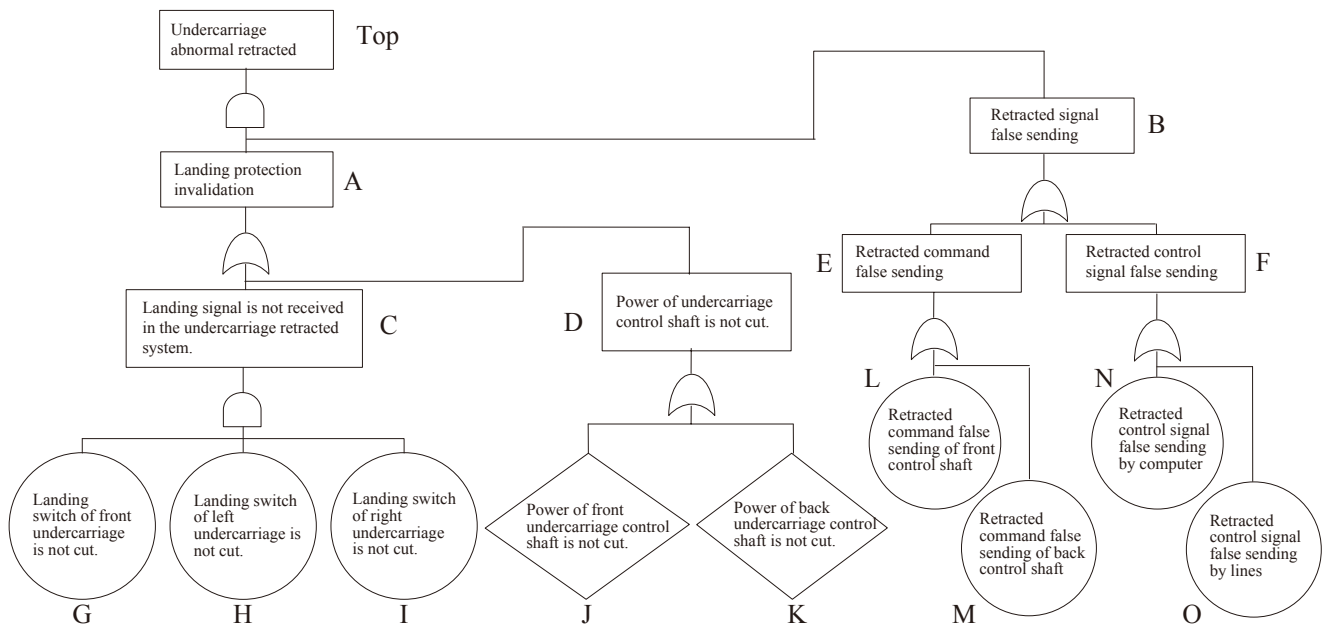 Undercarriage
abnormal retracted
Top
Retracted signal
false sending
B
Landing protection
invalidation
A
Retracted command
false sending
E
Retracted control
signal false sending
F
Landing signal is not received
in the undercarriage retracted
system.
C
Power of undercarriage
control shaft is not cut.
D
L
Retracted
command false
sending of front
control shaft
N
Retracted
control signal
false sending
by computer
Landing
switch of front
undercarriage
is not cut.
G
Landing switch
of left
undercarriage is
not cut.
H
Landing switch
of right
undercarriage
is not cut.
I
Power of front
undercarriage control
shaft is not cut.
J
Power of back
undercarriage control
shaft is not cut.
K
Retracted
command false
sending of back
control shaft
M
Retracted
control signal
false sending
by lines
O